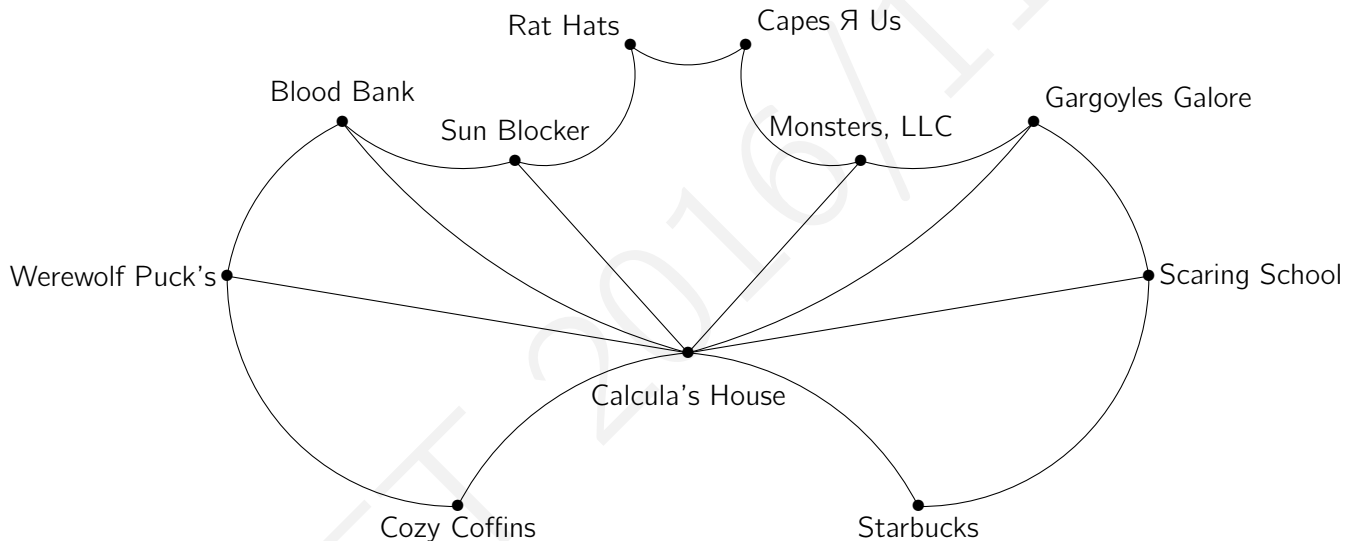 Rat Hats
Capes Я Us
Blood Bank
Gargoyles Galore
Sun Blocker
Monsters, LLC
Werewolf Puck's
Scaring School
Calcula's House
Cozy Coffins
Starbucks